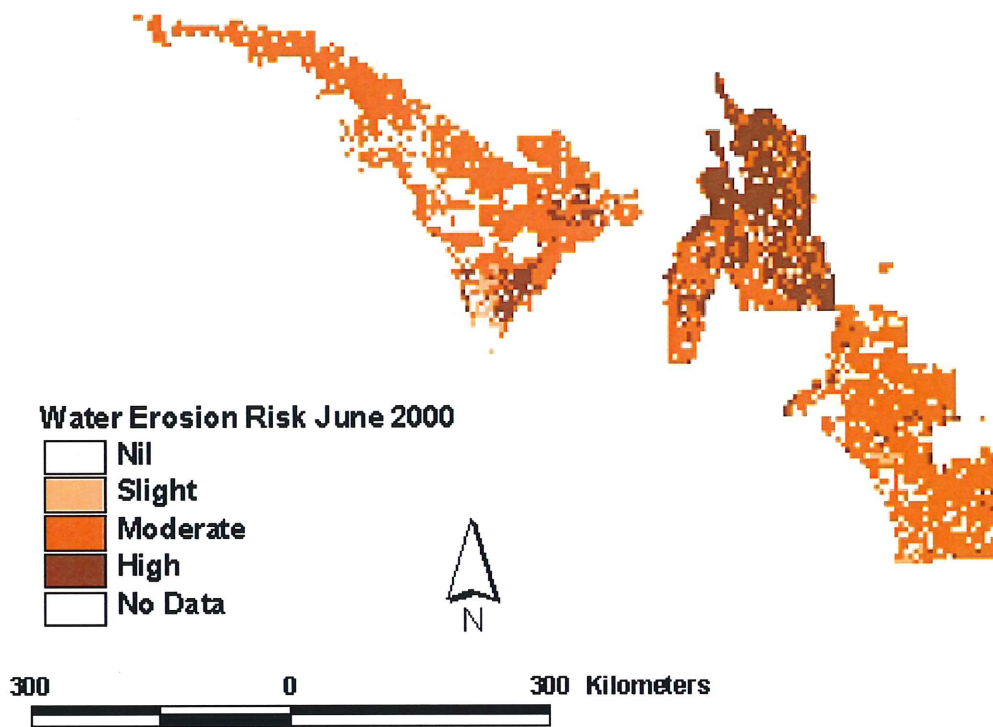 Water Erosion Risk June 2000
Nil
Slight
Moderate
High
No Data
N
300 0 300 Kilometers